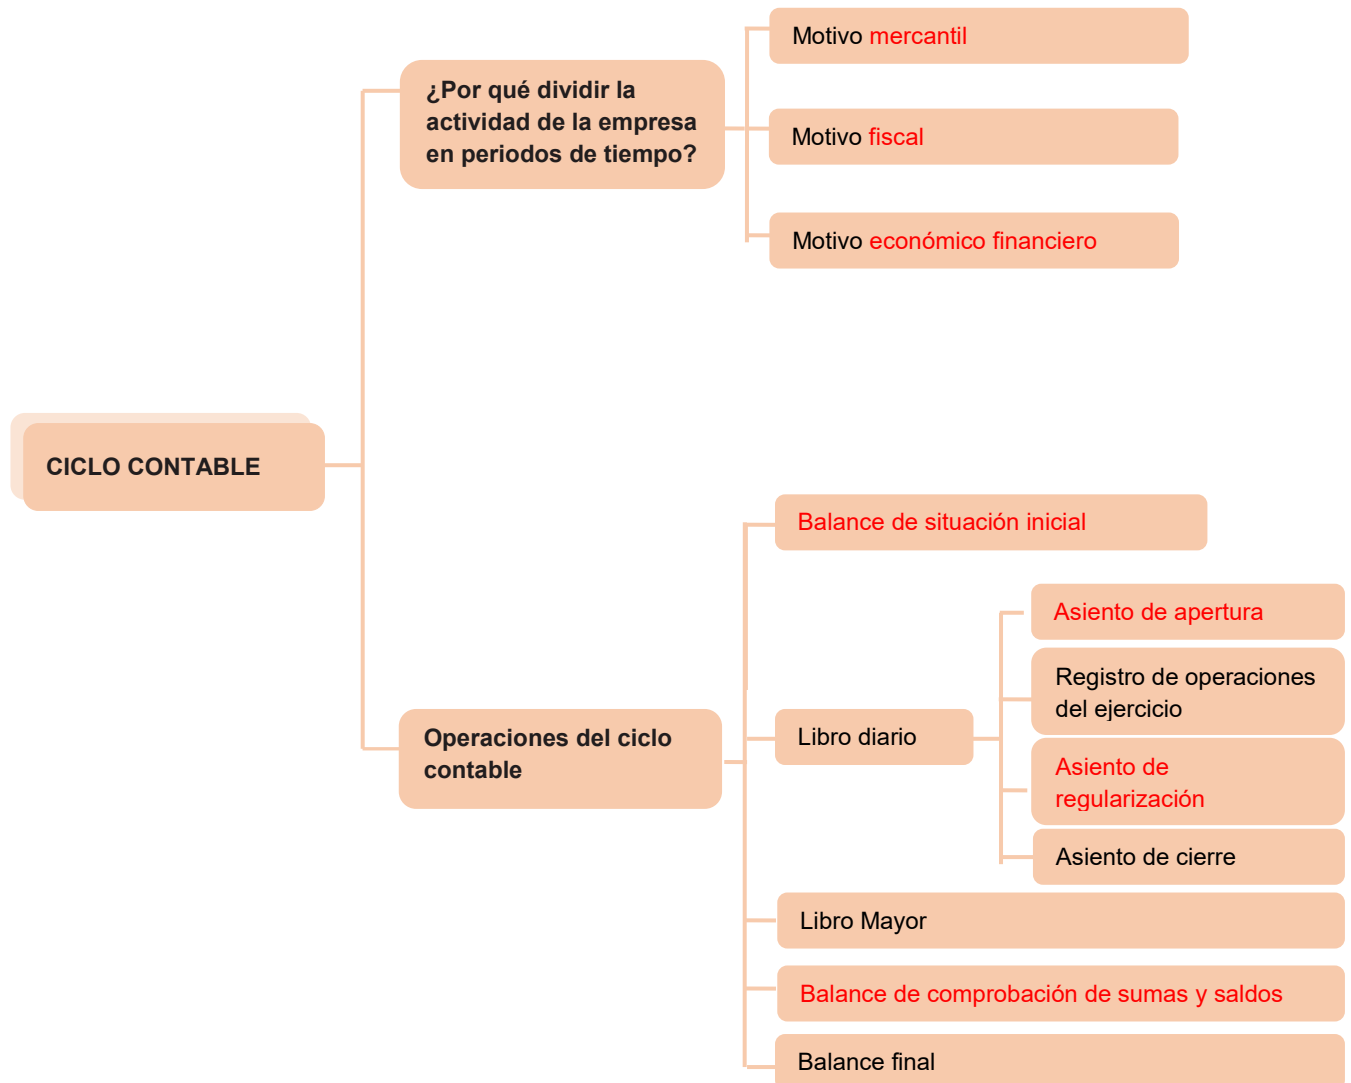 Motivo mercantil
¿Por qué dividir la
actividad de la empresa
en periodos de tiempo?
Motivo fiscal
Motivo económico financiero
CICLO CONTABLE
Balance de situación inicial
Asiento de apertura
Registro de operaciones
del ejercicio
Operaciones del ciclo
contable
Libro diario
Asiento de
regularización
Asiento de cierre
Libro Mayor
Balance de comprobación de sumas y saldos
Balance final